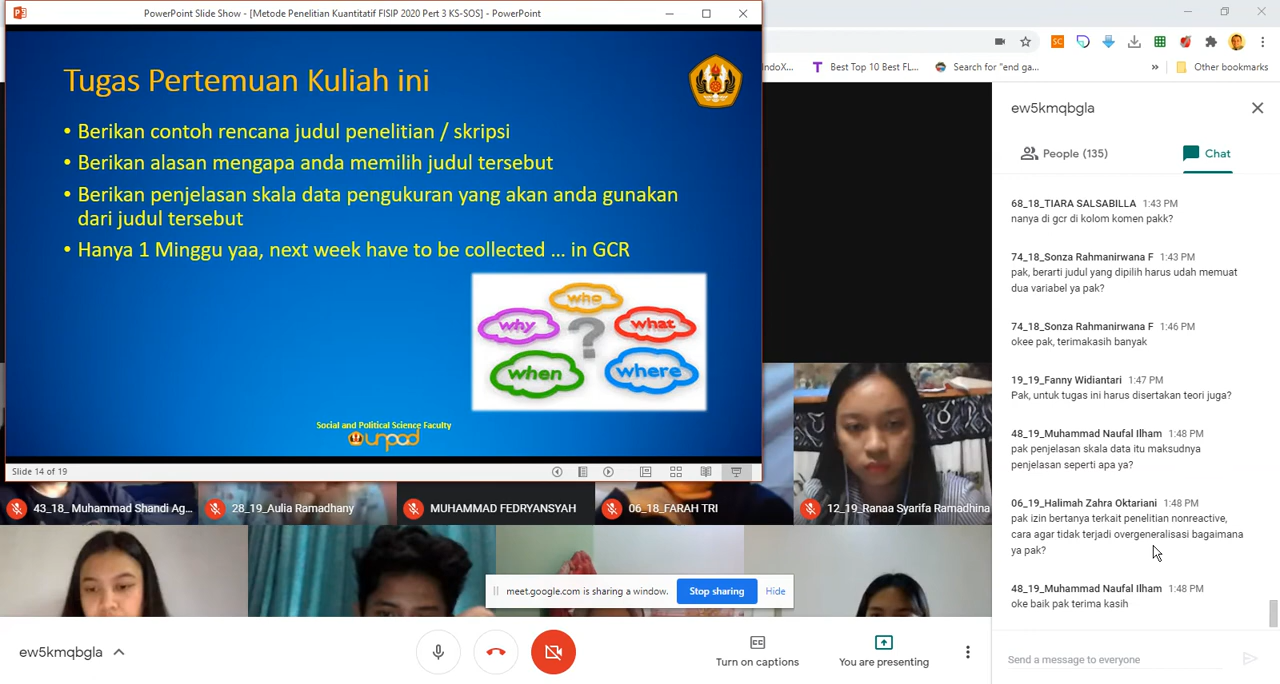 PowerPoint Slide Show - [Metode Penelitian Kuantitatif FISIP 2020 Pert 3 KS-SOS] - PowerPoint
Tugas Pertemuan Kuliah ini
• Berikan contoh rencana judul penelitian / skripsi
• Berikan alasan mengapa anda memilih judul tersebut
• Berikan penjelasan skala data pengukuran yang akan anda gunakan
dari judul tersebut
• Hanya 1 Minggu yaa, next week have to be collected ... in GCR
who
why
what
?
when
where
Social and Political Science Faculty
unpad
Slide 14 of 19
SC
IndoX...
Best Top 10 Best FL...
Search for "end ga...
»
Other bookmarks
ew5kmqbgla
People (135)
Chat
68_18_TIARA SALSABILLA 1:43 PM
nanya di gcr di kolom komen pakk?
74_18_Sonza Rahmanirwana F 1:43 PM
pak, berarti judul yang dipilih harus udah memuat
dua variabel ya pak?
74_18_Sonza Rahmanirwana F 1:46 PM
okee pak, terimakasih banyak
19_19_Fanny Widiantari 1:47 PM
Pak, untuk tugas ini harus disertakan teori juga?
48_19_Muhammad Naufal Ilham 1:48 PM
pak penjelasan skala data itu maksudnya
penjelasan seperti apa ya?
06_19_Halimah Zahra Oktariani 1:48 PM
pak izin bertanya terkait penelitian nonreactive,
cara agar tidak terjadi overgeneralisasi bagaimana
ya pak?
48_19_Muhammad Naufal Ilham 1:48 PM
oke baik pak terima kasih
Send a message to everyone
43_18_ Muhammad Shandi Ag...
28_19_Aulia Ramadhany
MUHAMMAD FEDRYANSYAH
06_18_FARAH TRI
12_19_Ranaa Syarifa Ramadhina
meet.google.com is sharing a window.
Stop sharing
Hide
ew5kmqbgla
Turn on captions
You are presenting